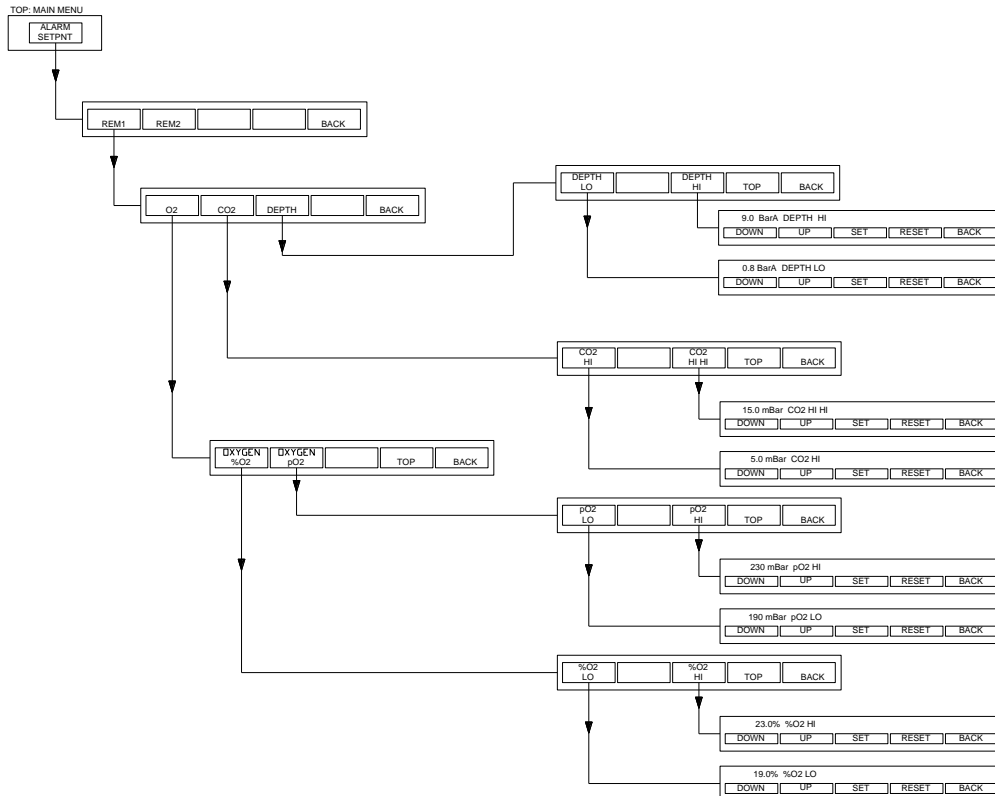 TOP: MAIN MENU
ALARM
SETPNT
REM1 REM2 BACK
O2 CO2 DEPTH BACK
DEPTH
LO
DEPTH
HI
TOP BACK
9.0 BarA DEPTH HI
DOWN UP SET RESET BACK
0.8 BarA DEPTH LO
DOWN UP SET RESET BACK
CO2
HI
CO2
HI HI
TOP BACK
15.0 mBar CO2 HI HI
DOWN UP SET RESET BACK
5.0 mBar CO2 HI
DOWN UP SET RESET BACK
OXYGEN
%O2
OXYGEN
pO2
TOP BACK
pO2
LO
pO2
HI
TOP BACK
230 mBar pO2 HI
DOWN UP SET RESET BACK
190 mBar pO2 LO
DOWN UP SET RESET BACK
%O2
LO
%O2
HI
TOP BACK
23.0% %O2 HI
DOWN UP SET RESET BACK
19.0% %O2 LO
DOWN UP SET RESET BACK